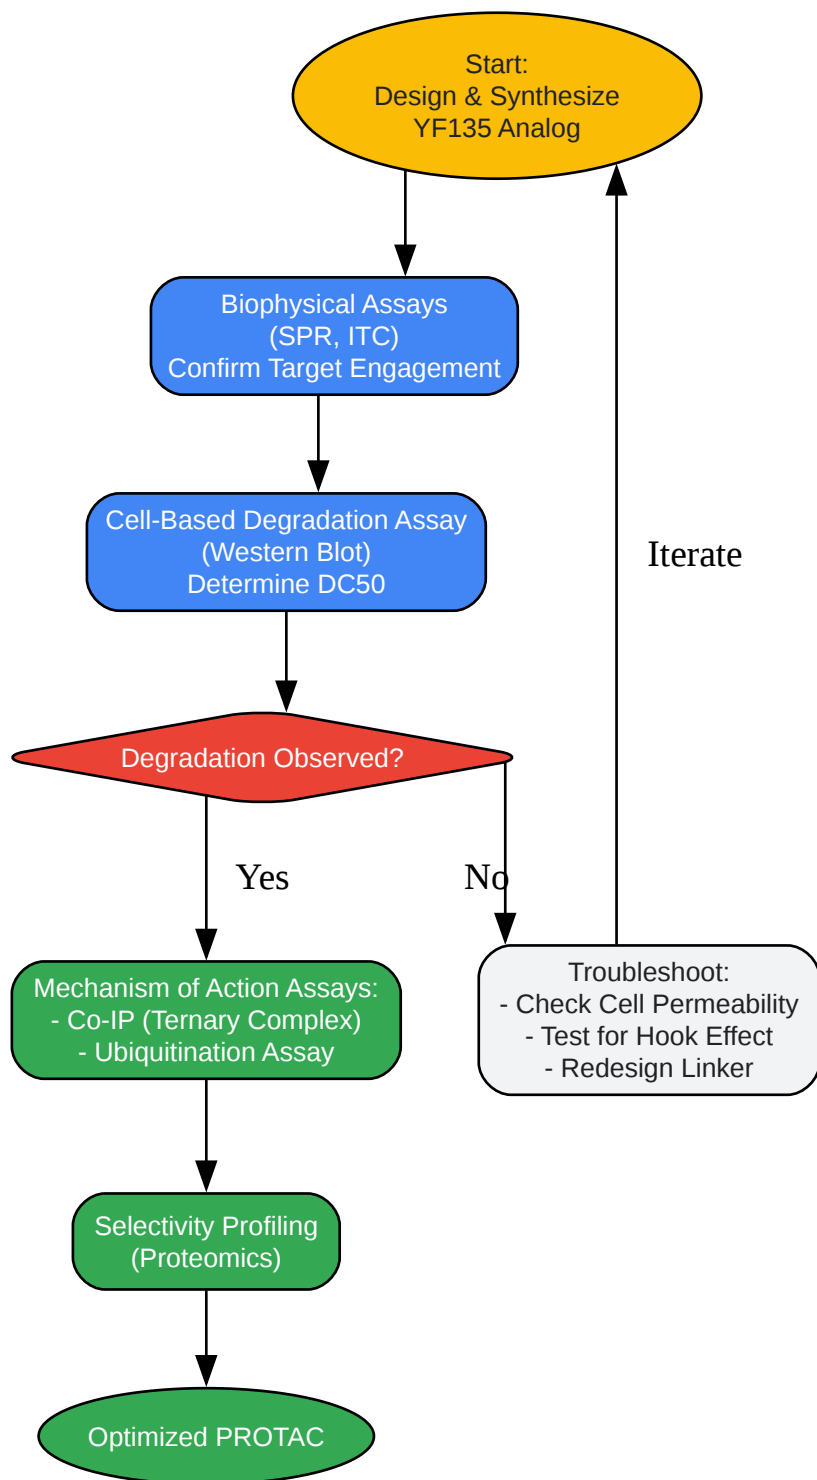 Start:
Design & Synthesize
YF135 Analog
Biophysical Assays
(SPR, ITC)
Confirm Target Engagement
Cell-Based Degradation Assay
(Western Blot)
Determine DC50
Iterate
Degradation Observed?
Yes
No
Mechanism of Action Assays:
- Co-IP (Ternary Complex)
- Ubiquitination Assay
Troubleshoot:
- Check Cell Permeability
- Test for Hook Effect
- Redesign Linker
Selectivity Profiling
(Proteomics)
Optimized PROTAC